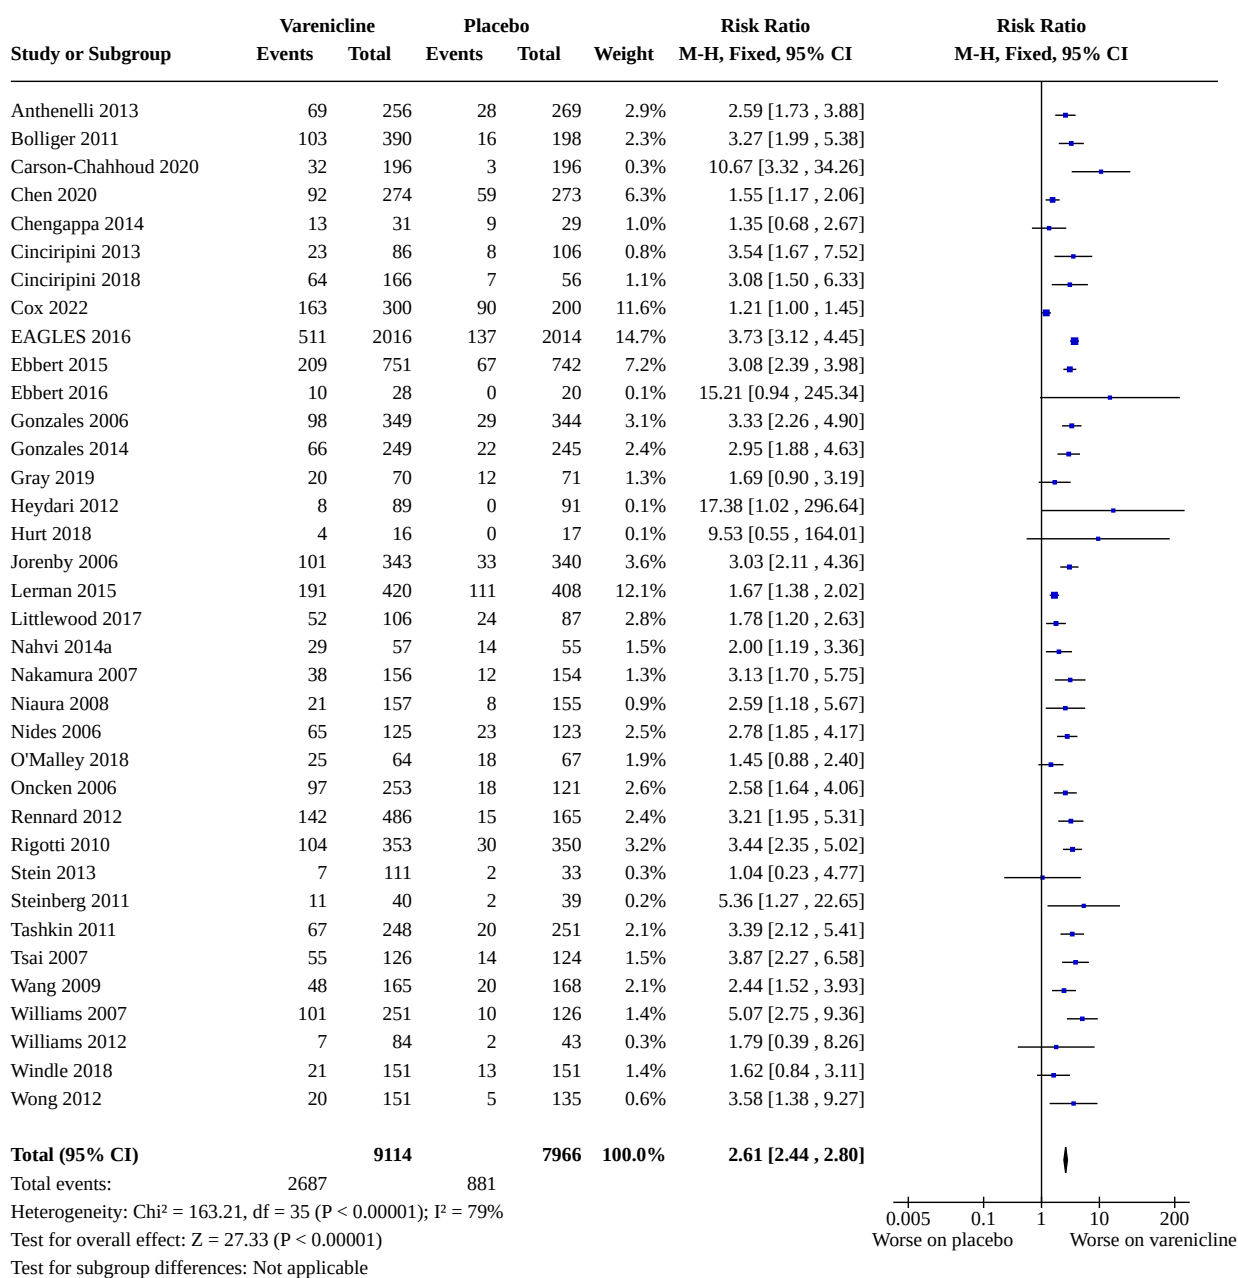 Varenicline Placebo Risk Ratio Risk Ratio
Study or Subgroup Events Total Events Total Weight M-H, Fixed, 95% CI M-H, Fixed, 95% CI
Anthenelli 2013 69 256 28 269 2.9% 2.59 [1.73 , 3.88]
Bolliger 2011 103 390 16 198 2.3% 3.27 [1.99 , 5.38]
Carson-Chahhoud 2020 32 196 3 196 0.3% 10.67 [3.32 , 34.26]
Chen 2020 92 274 59 273 6.3% 1.55 [1.17 , 2.06]
Chengappa 2014 13 31 9 29 1.0% 1.35 [0.68 , 2.67]
Cinciripini 2013 23 86 8 106 0.8% 3.54 [1.67 , 7.52]
Cinciripini 2018 64 166 7 56 1.1% 3.08 [1.50 , 6.33]
Cox 2022 163 300 90 200 11.6% 1.21 [1.00 , 1.45]
EAGLES 2016 511 2016 137 2014 14.7% 3.73 [3.12 , 4.45]
Ebbert 2015 209 751 67 742 7.2% 3.08 [2.39 , 3.98]
Ebbert 2016 10 28 0 20 0.1% 15.21 [0.94 , 245.34]
Gonzales 2006 98 349 29 344 3.1% 3.33 [2.26 , 4.90]
Gonzales 2014 66 249 22 245 2.4% 2.95 [1.88 , 4.63]
Gray 2019 20 70 12 71 1.3% 1.69 [0.90 , 3.19]
Heydari 2012 8 89 0 91 0.1% 17.38 [1.02 , 296.64]
Hurt 2018 4 16 0 17 0.1% 9.53 [0.55 , 164.01]
Jorenby 2006 101 343 33 340 3.6% 3.03 [2.11 , 4.36]
Lerman 2015 191 420 111 408 12.1% 1.67 [1.38 , 2.02]
Littlewood 2017 52 106 24 87 2.8% 1.78 [1.20 , 2.63]
Nahvi 2014a 29 57 14 55 1.5% 2.00 [1.19 , 3.36]
Nakamura 2007 38 156 12 154 1.3% 3.13 [1.70 , 5.75]
Niaura 2008 21 157 8 155 0.9% 2.59 [1.18 , 5.67]
Nides 2006 65 125 23 123 2.5% 2.78 [1.85 , 4.17]
O'Malley 2018 25 64 18 67 1.9% 1.45 [0.88 , 2.40]
Oncken 2006 97 253 18 121 2.6% 2.58 [1.64 , 4.06]
Rennard 2012 142 486 15 165 2.4% 3.21 [1.95 , 5.31]
Rigotti 2010 104 353 30 350 3.2% 3.44 [2.35 , 5.02]
Stein 2013 7 111 2 33 0.3% 1.04 [0.23 , 4.77]
Steinberg 2011 11 40 2 39 0.2% 5.36 [1.27 , 22.65]
Tashkin 2011 67 248 20 251 2.1% 3.39 [2.12 , 5.41]
Tsai 2007 55 126 14 124 1.5% 3.87 [2.27 , 6.58]
Wang 2009 48 165 20 168 2.1% 2.44 [1.52 , 3.93]
Williams 2007 101 251 10 126 1.4% 5.07 [2.75 , 9.36]
Williams 2012 7 84 2 43 0.3% 1.79 [0.39 , 8.26]
Windle 2018 21 151 13 151 1.4% 1.62 [0.84 , 3.11]
Wong 2012 20 151 5 135 0.6% 3.58 [1.38 , 9.27]
Total (95% CI) 9114 7966 100.0% 2.61 [2.44 , 2.80]
Total events: 2687 881
Heterogeneity: Chi² = 163.21, df = 35 (P < 0.00001); I² = 79%
0.005 0.1 1 10 200
Test for overall effect: Z = 27.33 (P < 0.00001)
Worse on placebo Worse on varenicline
Test for subgroup differences: Not applicable